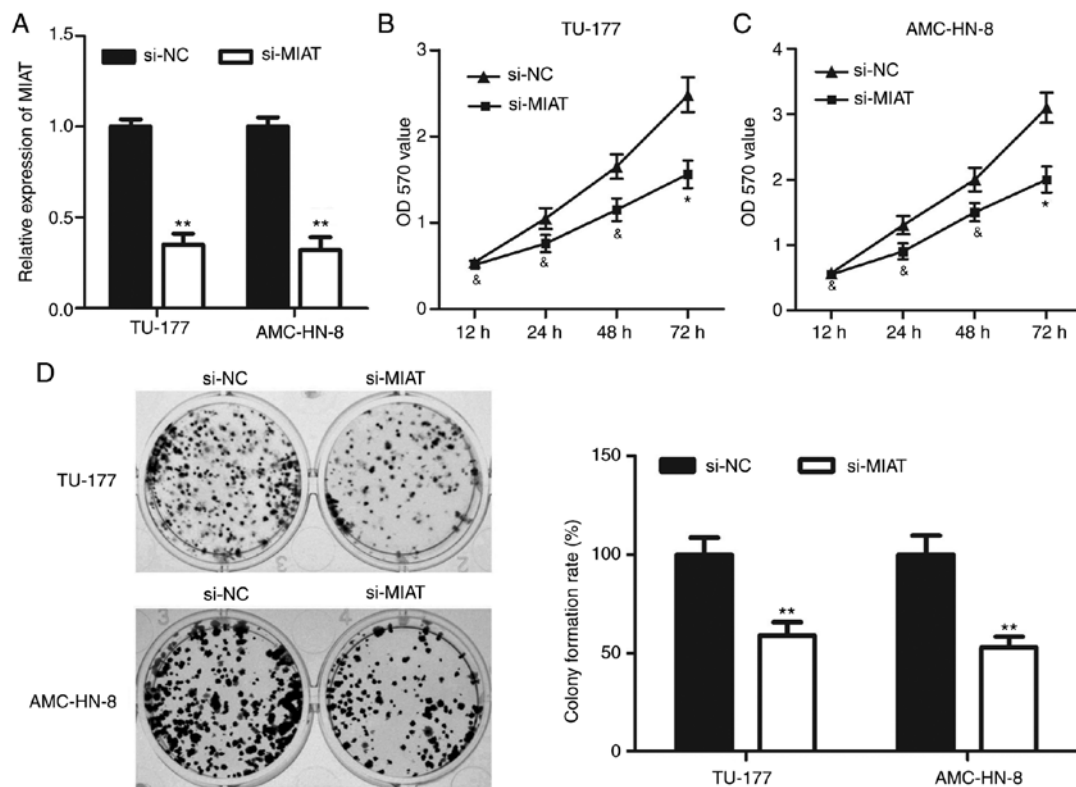 A
si-NC
si-MIAT
Relative expression of MIAT
1.0
0.5
0.0
**
**
TU-177
AMC-HN-8
B
TU-177
si-NC
si-MIAT
OD 570 value
3
2
1
0
&
&
&
*
12 h
24 h
48 h
72 h
C
AMC-HN-8
si-NC
si-MIAT
OD 570 value
4
3
2
1
0
&
&
&
*
12 h
24 h
48 h
72 h
D
si-NC
si-MIAT
TU-177
3
2
si-NC
si-MIAT
3
4
AMC-HN-8
si-NC
si-MIAT
Colony formation rate (%)
150
100
50
0
**
**
TU-177
AMC-HN-8